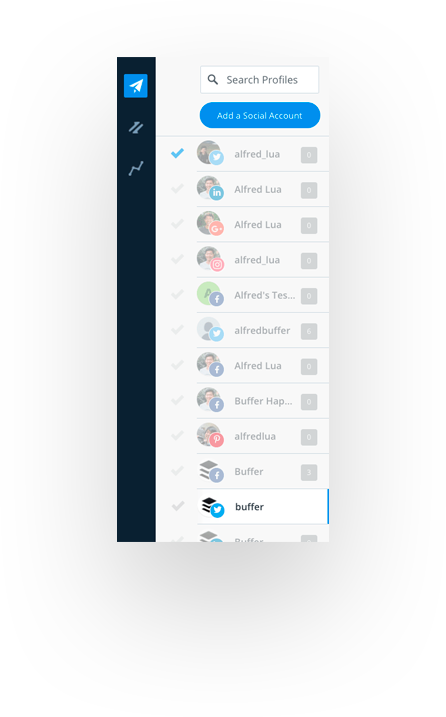 Search Profiles
Add a Social Account
alfred_lua 0
Alfred Lua 0
Alfred Lua 0
alfred_lua 0
Alfred's Tes... 0
alfredbuffer
Alfred Lua 0
Buffer Hap... 0
alfredlua 0
Buffer 3
buffer
Buffer